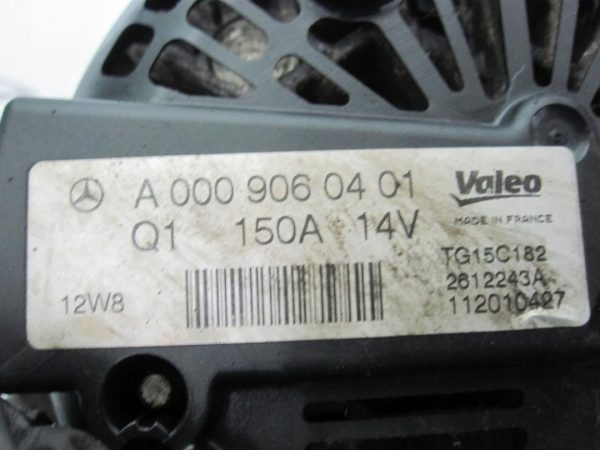 A 000 906 04 01
Valeo
MADE IN FRANCE
Q1 150A 14V
TG15C182
2612243A
12W8
112010427